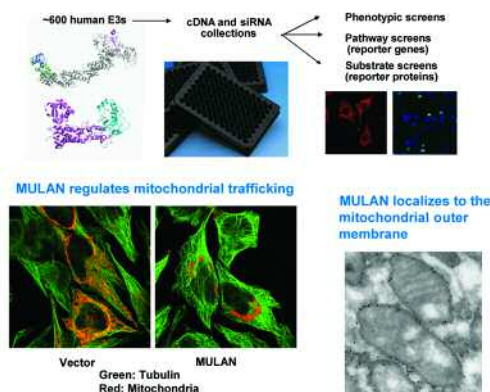 ~600 human E3s
cDNA and siRNA
collections
Phenotypic screens
Pathway screens
(reporter genes)
Substrate screens
(reporter proteins)
MULAN regulates mitochondrial trafficking
MULAN localizes to the
mitochondrial outer
membrane
Vector
MULAN
Green: Tubulin
Red: Mitochondria